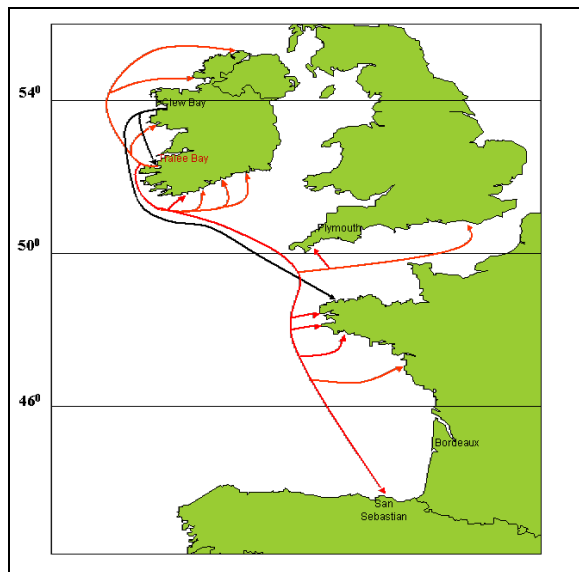 54⁰
Clew Bay
Tralee Bay
Plymouth
50⁰
46⁰
Bordeaux
San
Sebastian